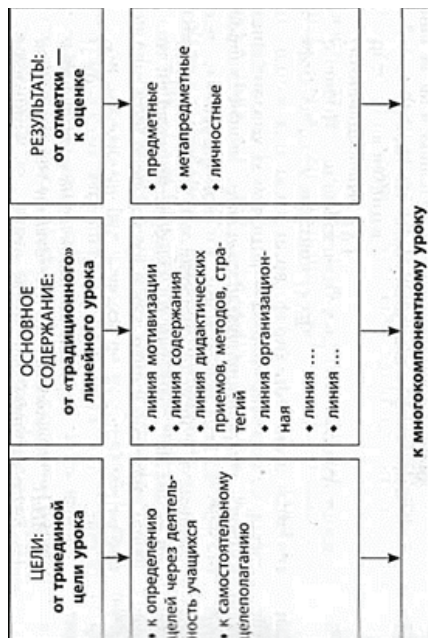 ЦЕЛИ:
от триединой
цели урока
• к определению
целей через деятель-
ность учащихся
• к самостоятельному
целеполаганию
ОСНОВНОЕ
СОДЕРЖАНИЕ:
от «традиционного»
линейного урока
• линия мотивизации
• линия содержания
• линия дидактических
приемов, методов, стра-
тегий
• линия организацион-
ная
• линия ...
• линия ...
РЕЗУЛЬТАТЫ:
от отметки —
к оценке
• предметные
• метапредметные
• личностные
к многокомпонентному уроку